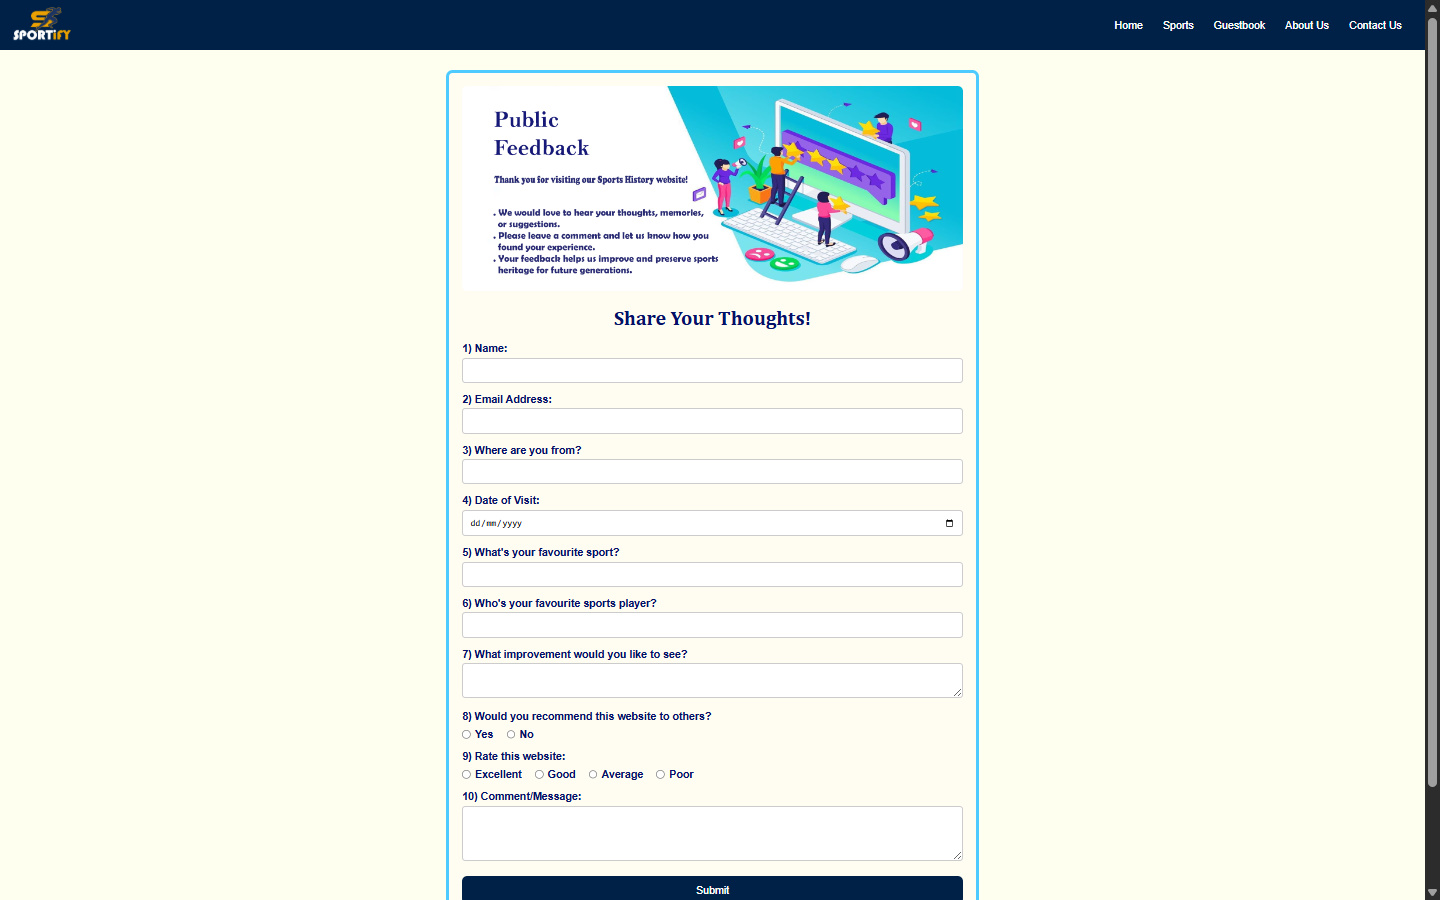 SPORTIFY
Home
Sports
Guestbook
About Us
Contact Us
Public
Feedback
Thank you for visiting our Sports History website!
. We would love to hear your thoughts, memories,
or suggestions.
. Please leave a comment and let us know how you
found your experience.
. Your feedback helps us improve and preserve sports
heritage for future generations.
Share Your Thoughts!
1) Name:
2) Email Address:
3) Where are you from?
4) Date of Visit:
dd/mm/yyyy
5) What's your favourite sport?
6) Who's your favourite sports player?
7) What improvement would you like to see?
8) Would you recommend this website to others?
Yes No
9) Rate this website:
Excellent Good Average Poor
10) Comment/Message:
Submit